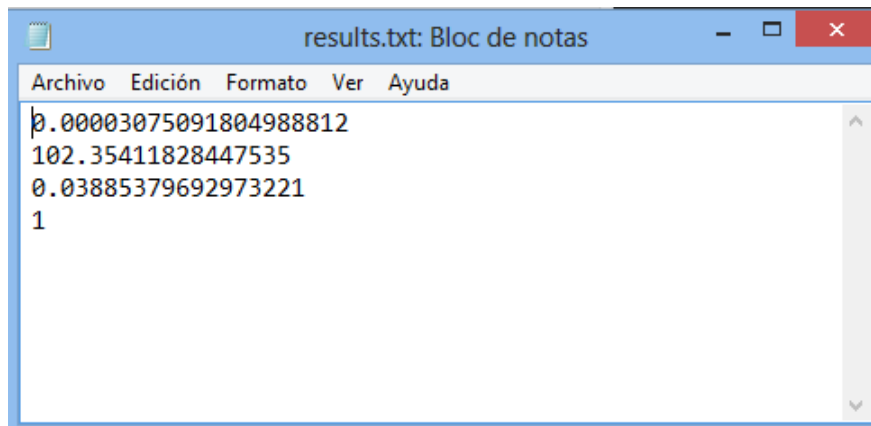 results.txt: Bloc de notas
Archivo Edición Formato Ver Ayuda
0.00003075091804988812
102.35411828447535
0.03885379692973221
1